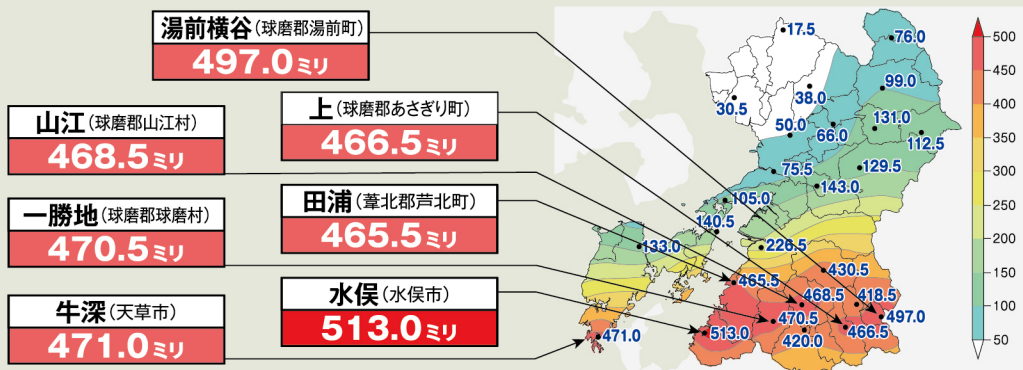 湯前横谷(球磨郡湯前町)
497.0ミリ
上(球磨郡あさぎり町)
466.5ミリ
山江(球磨郡山江村)
468.5ミリ
田浦(葦北郡芦北町)
465.5ミリ
一勝地(球磨郡球磨村)
470.5ミリ
水俣(水俣市)
513.0ミリ
牛深(天草市)
471.0ミリ
17.5
76.0
99.0
38.0
30.5
131.0
50.0
66.0
112.5
75.5
129.5
143.0
105.0
140.5
133.0
226.5
430.5
465.5
468.5
418.5
497.0
470.5
466.5
513.0
420.0
471.0
500
450
400
350
300
250
200
150
100
50